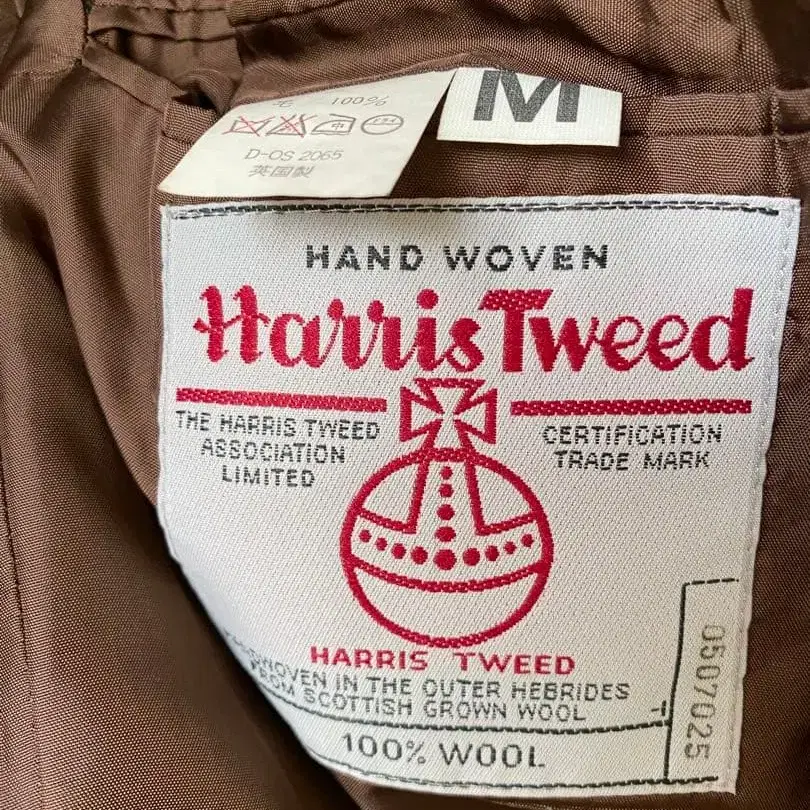 毛 100%
D-OS 2065
英国製
M
HAND WOVEN
Harris Tweed
THE HARRIS TWEED
ASSOCIATION
LIMITED
CERTIFICATION
TRADE MARK
HARRIS TWEED
WOVEN IN THE OUTER HEBRIDES
FROM SCOTTISH GROWN WOOL
100% WOOL
0507025